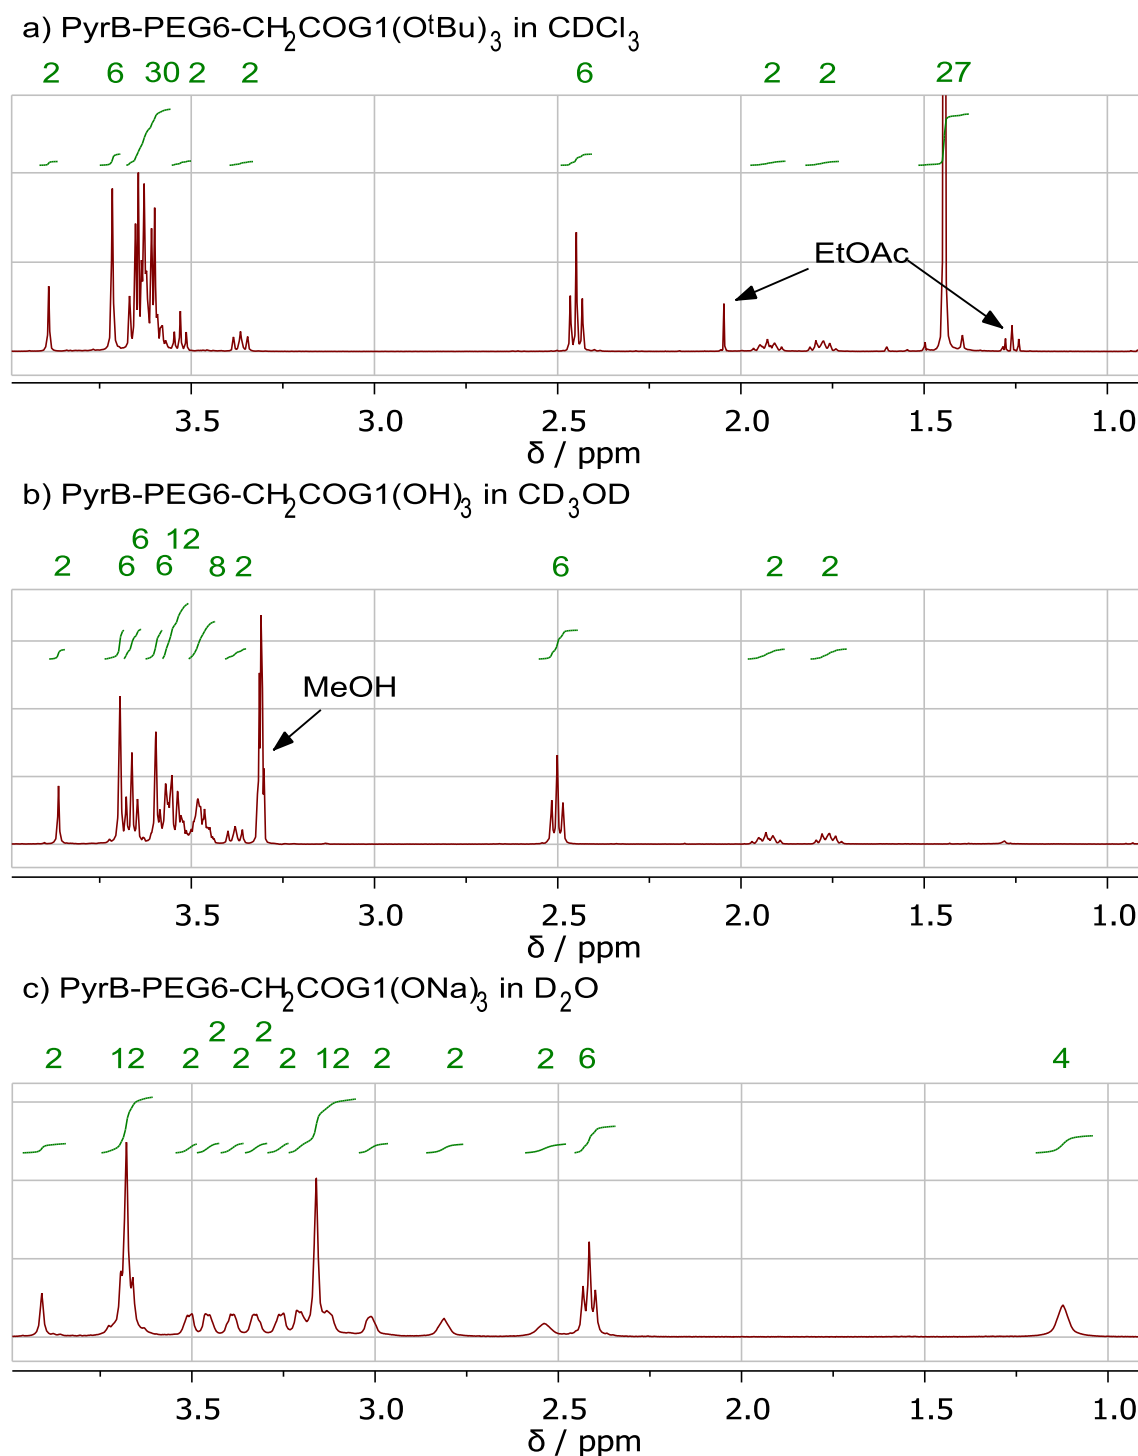 a) PyrB-PEG6-CH₂COG1(OᵗBu)₃ in CDCl₃
2 6 30 2 2 6 2 2 27
EtOAc
3.5 3.0 2.5 2.0 1.5 1.0
δ / ppm
b) PyrB-PEG6-CH₂COG1(OH)₃ in CD₃OD
6 12
2 6 6 8 2 6 2 2
MeOH
3.5 3.0 2.5 2.0 1.5 1.0
δ / ppm
c) PyrB-PEG6-CH₂COG1(ONa)₃ in D₂O
2 2
2 12 2 2 2 12 2 2 2 6 4
3.5 3.0 2.5 2.0 1.5 1.0
δ / ppm